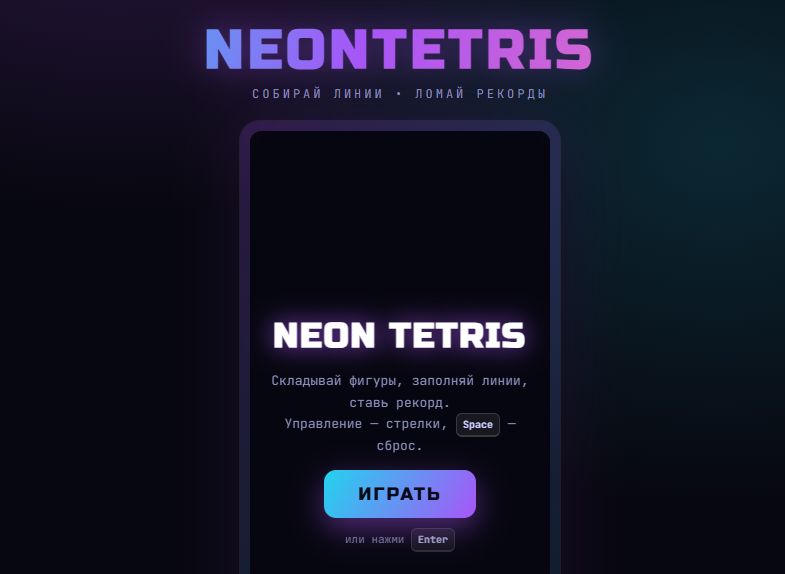 NEONTETRIS
СОБИРАЙ ЛИНИИ • ЛОМАЙ РЕКОРДЫ
NEON TETRIS
Складывай фигуры, заполняй линии,
ставь рекорд.
Управление — стрелки, Space —
сброс.
ИГРАТЬ
или нажми Enter